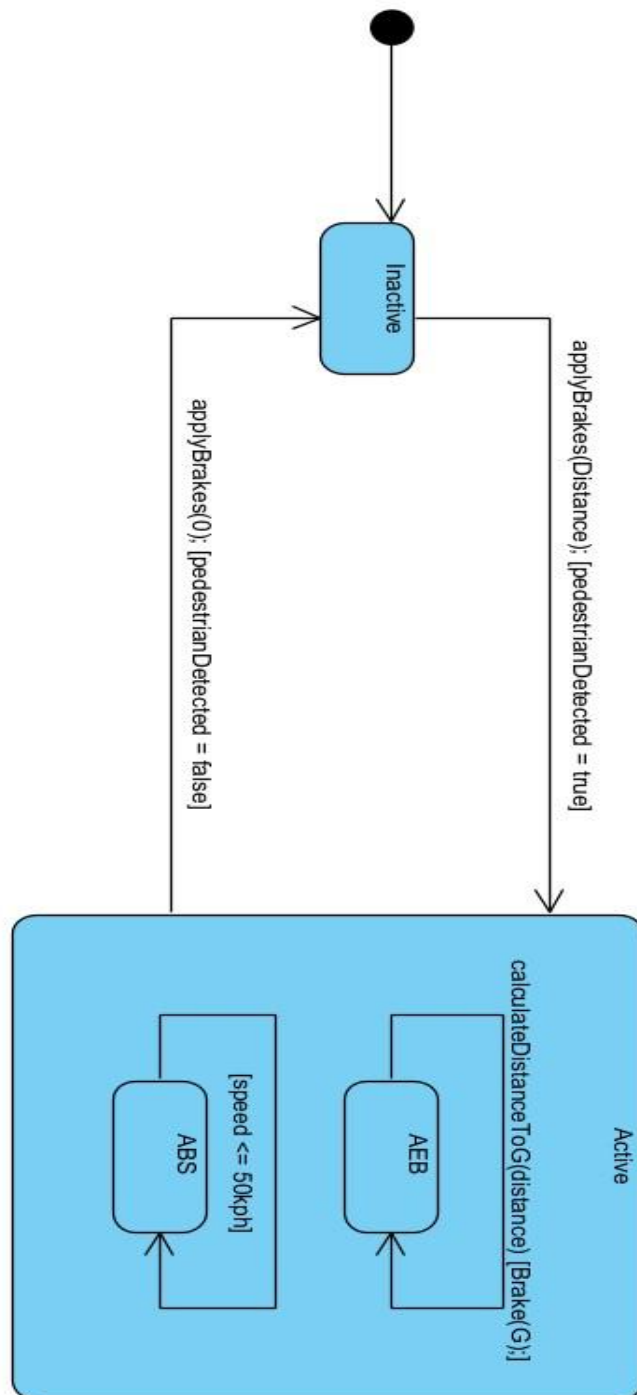 Inactive
applyBrakes(Distance); [pedestrianDetected = true]
applyBrakes(0); [pedestrianDetected = false]
Active
calculateDistanceToG(distance) [Brake(G);]
AEB
[speed <= 50kph]
ABS